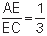 AE/EC = 1/3